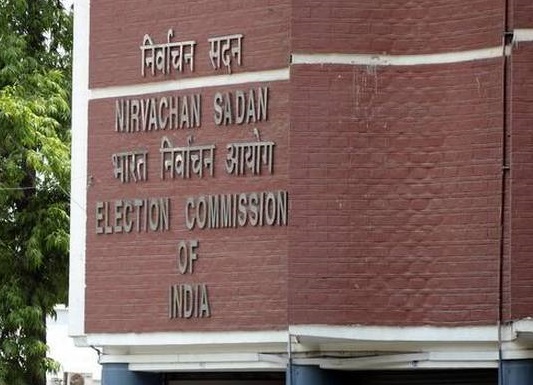 निर्वाचन सदन
NIRVACHAN SADAN
भारत निर्वाचन आयोग
ELECTION COMMISSION
OF
INDIA